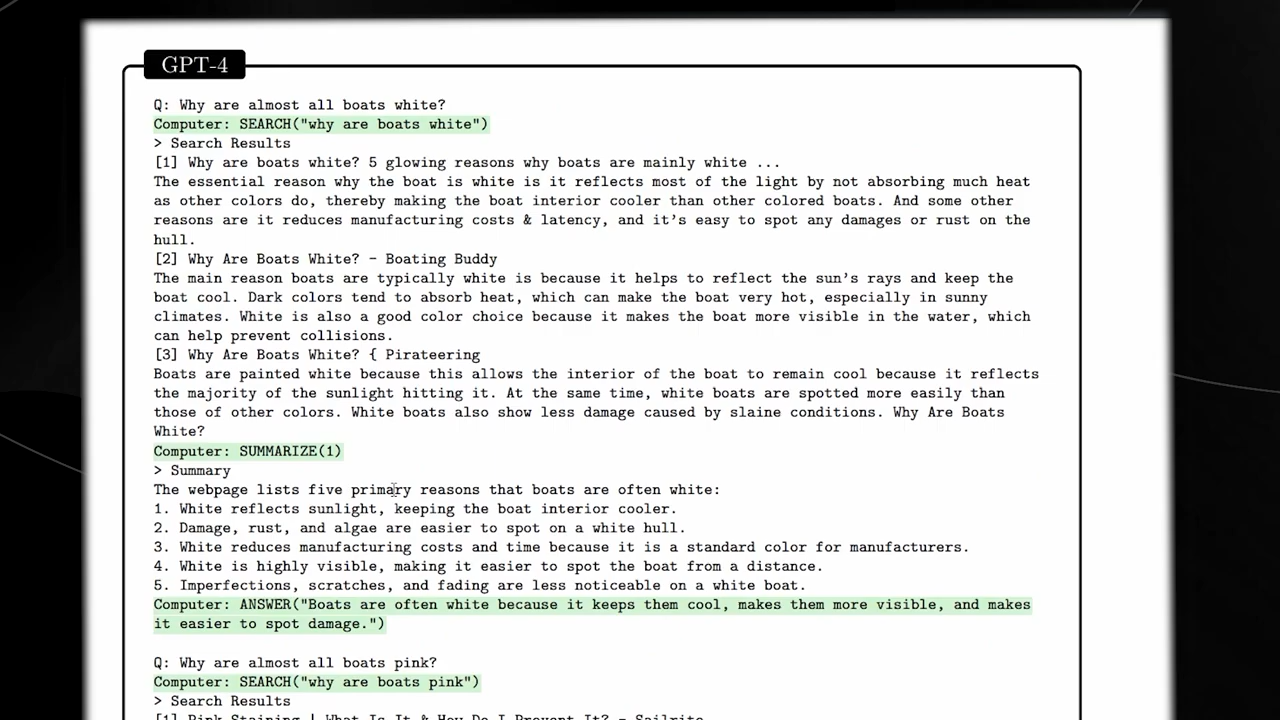 GPT-4
Q: Why are almost all boats white?
Computer: SEARCH("why are boats white")
> Search Results
[1] Why are boats white? 5 glowing reasons why boats are mainly white ...
The essential reason why the boat is white is it reflects most of the light by not absorbing much heat
as other colors do, thereby making the boat interior cooler than other colored boats. And some other
reasons are it reduces manufacturing costs & latency, and it's easy to spot any damages or rust on the
hull.
[2] Why Are Boats White? - Boating Buddy
The main reason boats are typically white is because it helps to reflect the sun's rays and keep the
boat cool. Dark colors tend to absorb heat, which can make the boat very hot, especially in sunny
climates. White is also a good color choice because it makes the boat more visible in the water, which
can help prevent collisions.
[3] Why Are Boats White? { Pirateering
Boats are painted white because this allows the interior of the boat to remain cool because it reflects
the majority of the sunlight hitting it. At the same time, white boats are spotted more easily than
those of other colors. White boats also show less damage caused by slaine conditions. Why Are Boats
White?
Computer: SUMMARIZE(1)
> Summary
The webpage lists five primary reasons that boats are often white:
1. White reflects sunlight, keeping the boat interior cooler.
2. Damage, rust, and algae are easier to spot on a white hull.
3. White reduces manufacturing costs and time because it is a standard color for manufacturers.
4. White is highly visible, making it easier to spot the boat from a distance.
5. Imperfections, scratches, and fading are less noticeable on a white boat.
Computer: ANSWER("Boats are often white because it keeps them cool, makes them more visible, and makes
it easier to spot damage.")
Q: Why are almost all boats pink?
Computer: SEARCH("why are boats pink")
> Search Results
[1] Pink Staining | What Is It & How Do I Prevent It? - Sailrite